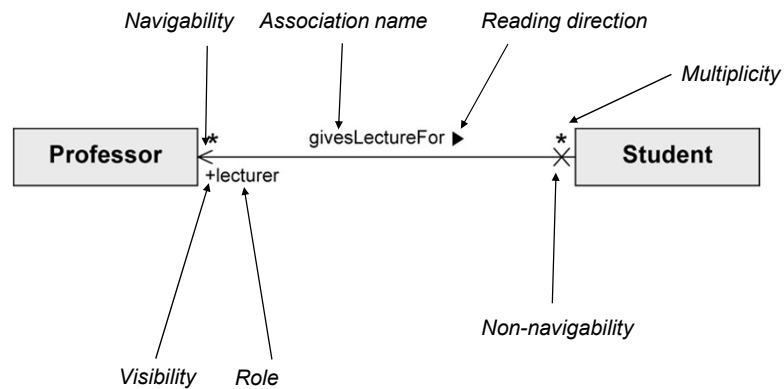 Navigability
Association name
Reading direction
Multiplicity
Professor
*
givesLectureFor ▶
*
Student
+lecturer
Non-navigability
Visibility
Role